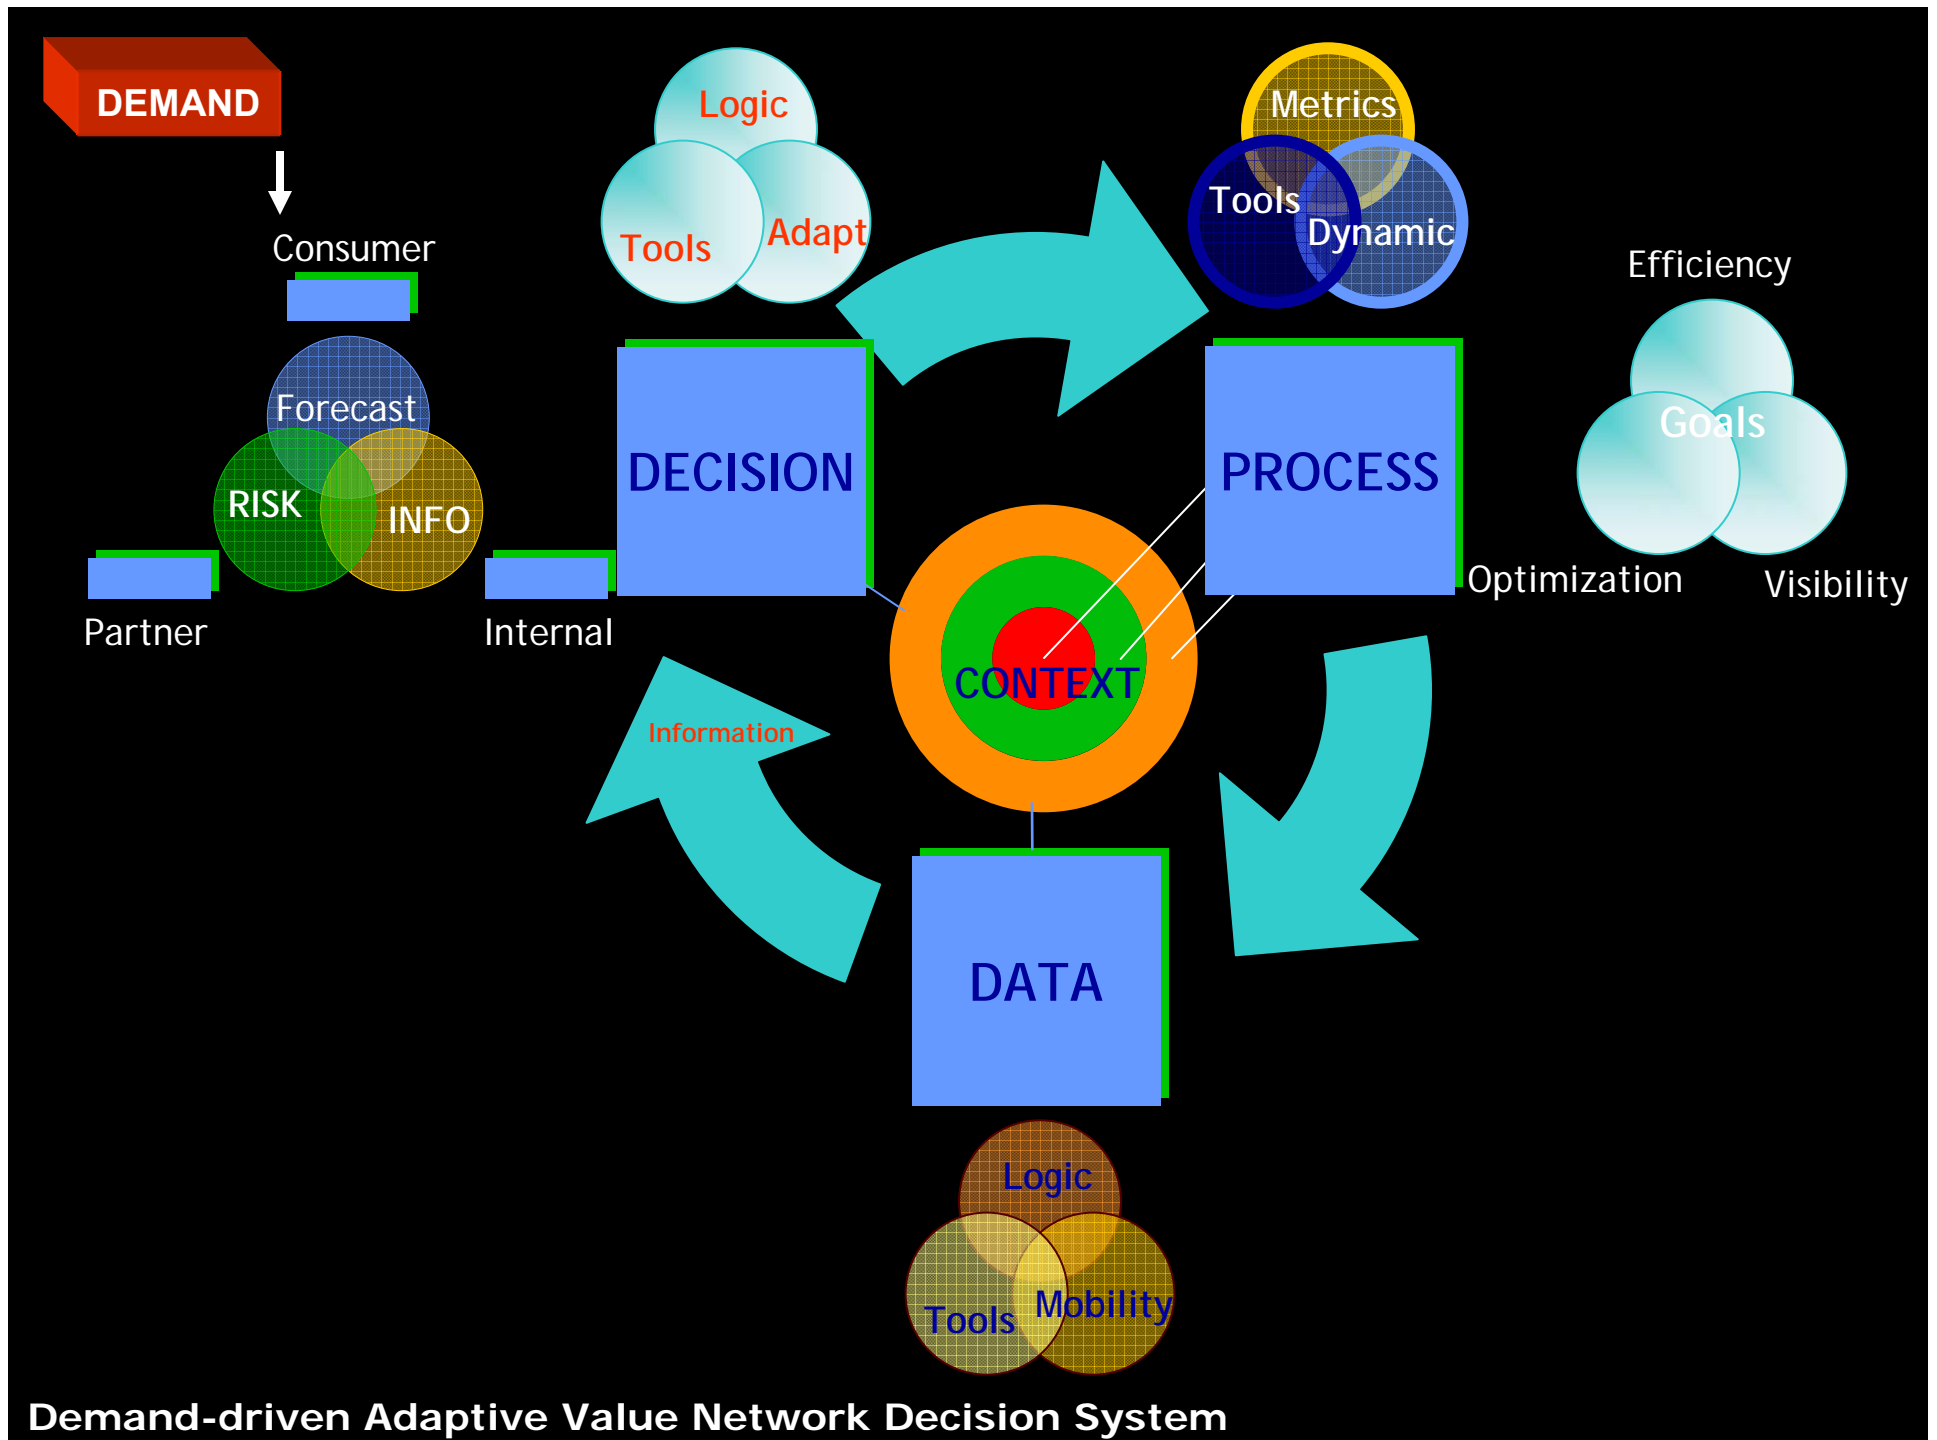 DEMAND
Logic
Tools
Adapt
Metrics
Tools
Dynamic
Consumer
Efficiency
Forecast
RISK
INFO
Goals
DECISION
PROCESS
Partner
Internal
Optimization
Visibility
CONTEXT
Information
DATA
Logic
Tools
Mobility
Demand-driven Adaptive Value Network Decision System